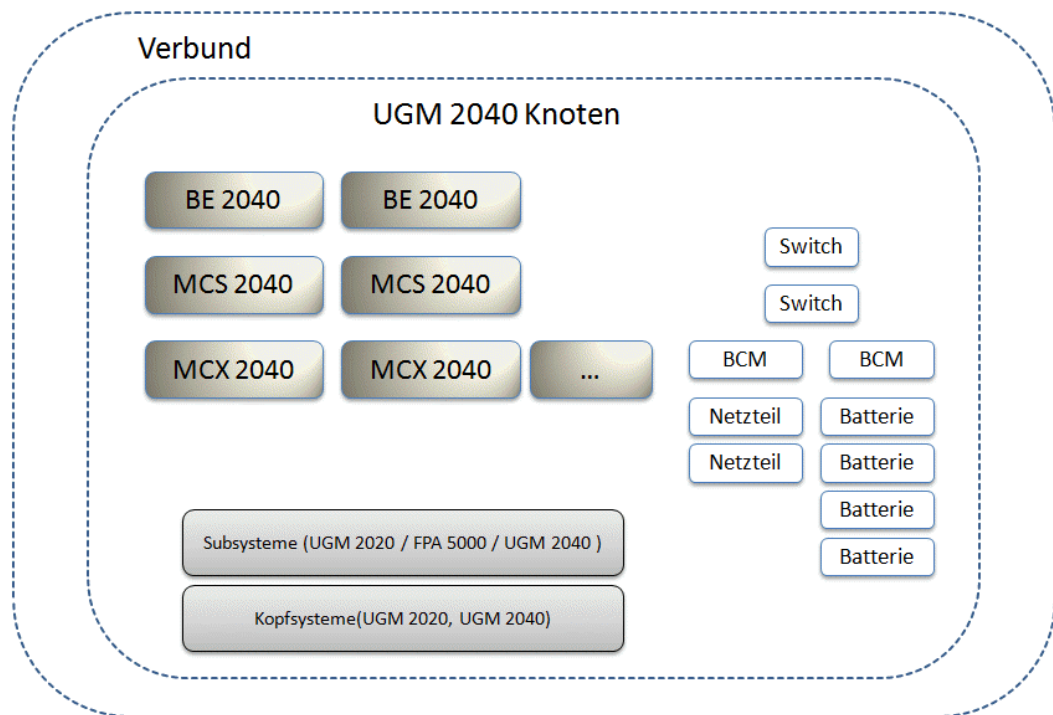 Verbund
UGM 2040 Knoten
BE 2040
BE 2040
Switch
MCS 2040
MCS 2040
Switch
MCX 2040
MCX 2040
...
BCM
BCM
Netzteil
Batterie
Netzteil
Batterie
Batterie
Batterie
Subsysteme (UGM 2020 / FPA 5000 / UGM 2040 )
Kopfsysteme(UGM 2020, UGM 2040)